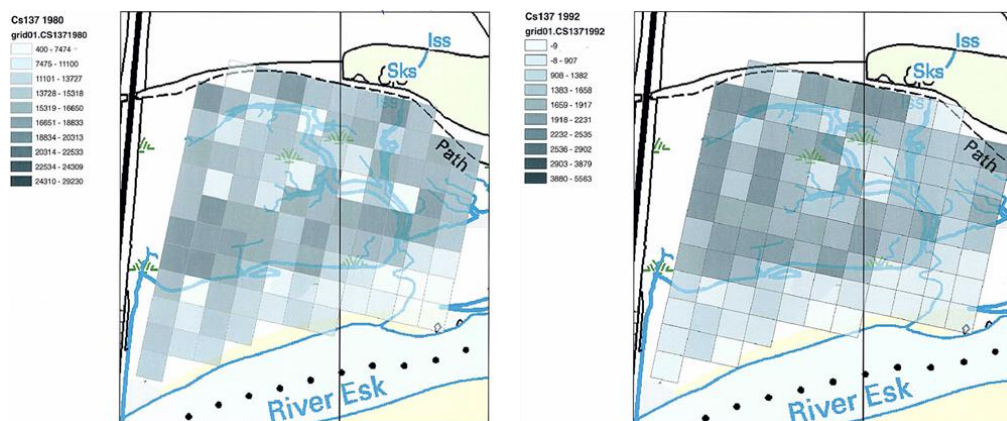 Cs137 1980
grid01.CS1371980
400 - 7474
7475 - 11100
11101 - 13727
13728 - 15318
15319 - 16650
16651 - 18833
18834 - 20313
20314 - 22533
22534 - 24309
24310 - 29230
Iss
Sks
Iss
Path
River Esk
Cs137 1992
grid01.CS1371992
-9
-8 - 907
908 - 1382
1383 - 1658
1659 - 1917
1918 - 2231
2232 - 2535
2536 - 2902
2903 - 3879
3880 - 5563
Iss
Sks
Iss
Path
River Esk